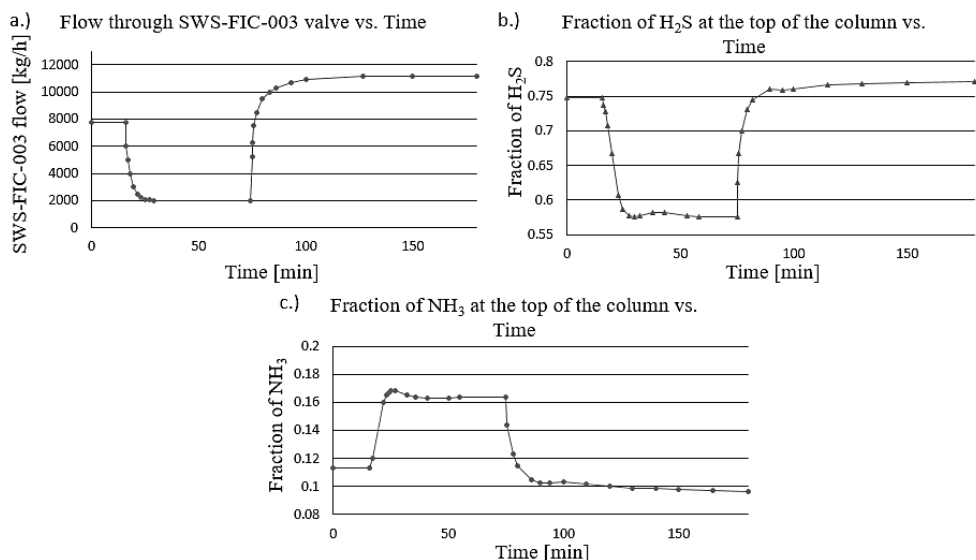 a.) Flow through SWS-FIC-003 valve vs. Time
SWS-FIC-003 flow [kg/h]
12000
10000
8000
6000
4000
2000
0
0 50 100 150
Time [min]
b.) Fraction of H₂S at the top of the column vs.
Time
Fraction of H₂S
0.8
0.75
0.7
0.65
0.6
0.55
0 50 100 150
Time [min]
c.) Fraction of NH₃ at the top of the column vs.
Time
Fraction of NH₃
0.2
0.18
0.16
0.14
0.12
0.1
0.08
0 50 100 150
Time [min]